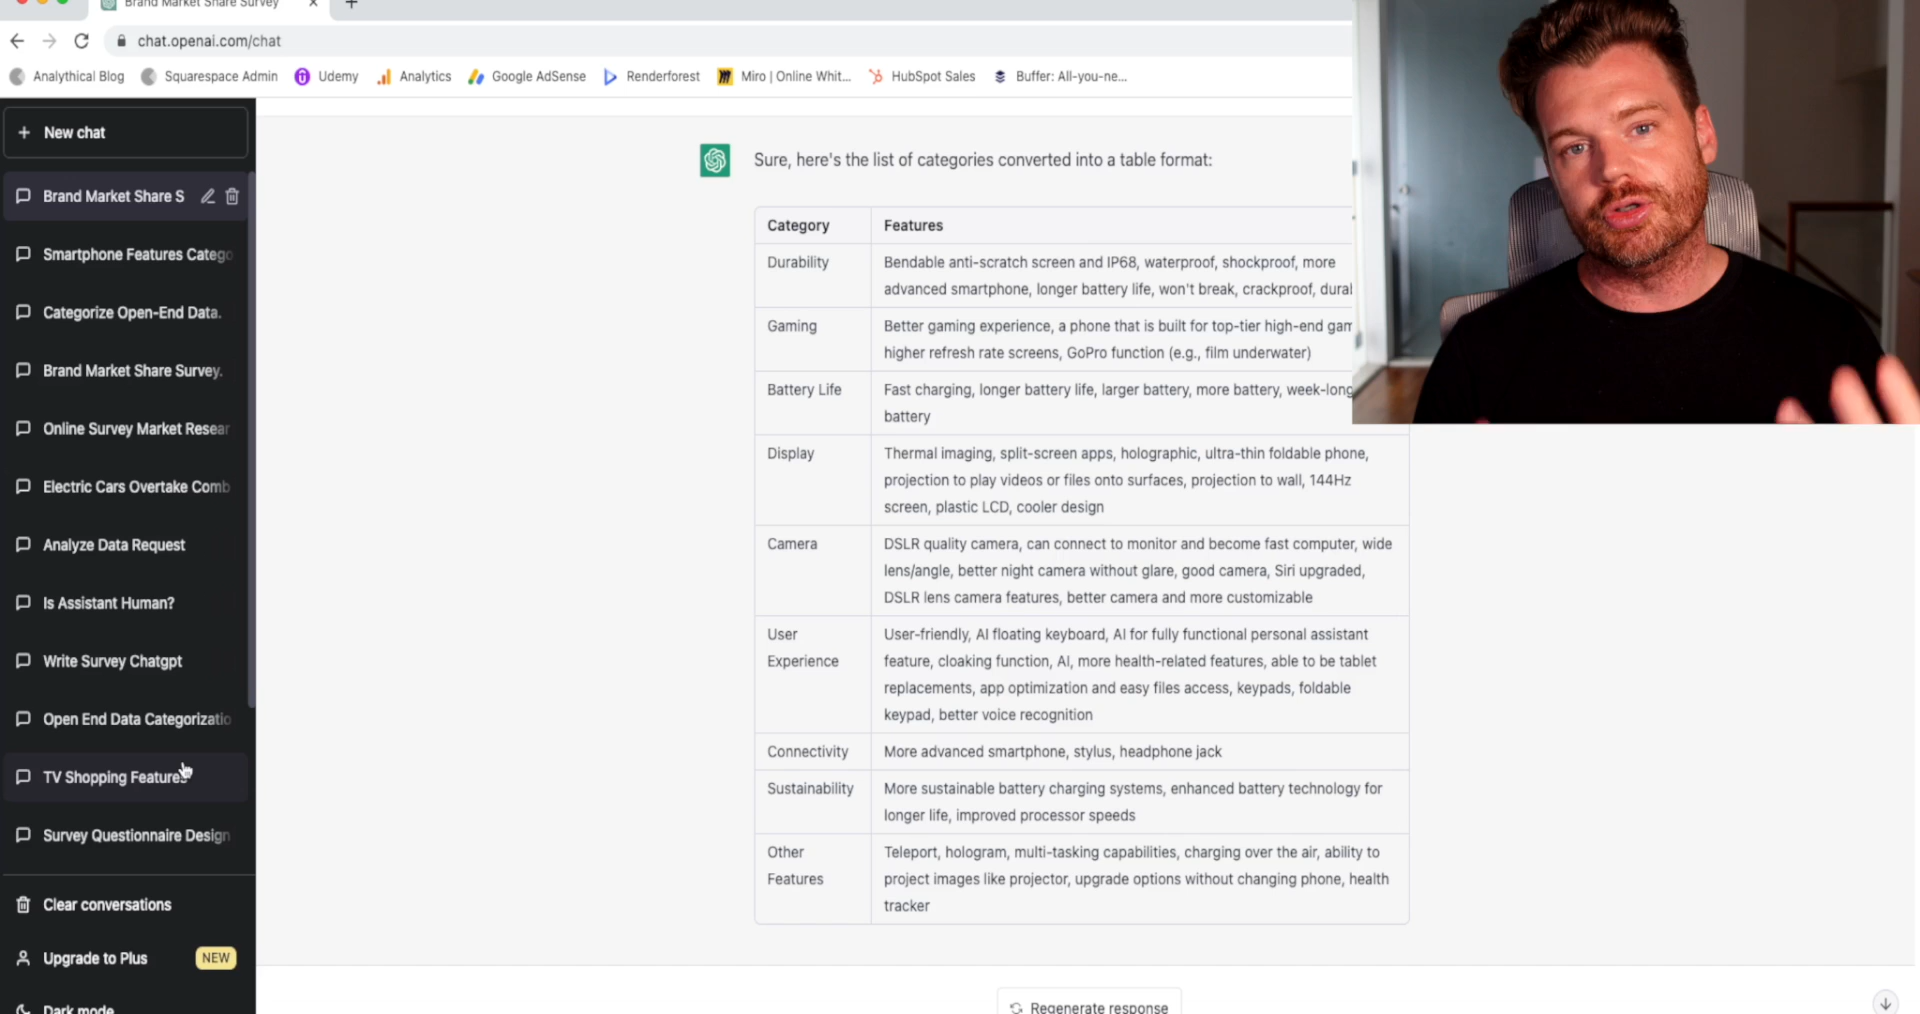 Brand Market Share Survey
chat.openai.com/chat
Analythical Blog
Squarespace Admin
Udemy
Analytics
Google AdSense
Renderforest
Miro | Online Whit...
HubSpot Sales
Buffer: All-you-ne...
New chat
Brand Market Share S
Smartphone Features Catego
Categorize Open-End Data.
Brand Market Share Survey.
Online Survey Market Resear
Electric Cars Overtake Comb
Analyze Data Request
Is Assistant Human?
Write Survey Chatgpt
Open End Data Categorizatio
TV Shopping Features
Survey Questionnaire Design
Clear conversations
Upgrade to Plus NEW
Dark mode
Sure, here's the list of categories converted into a table format:
Category Features
Durability Bendable anti-scratch screen and IP68, waterproof, shockproof, more
advanced smartphone, longer battery life, won't break, crackproof, dural
Gaming Better gaming experience, a phone that is built for top-tier high-end gam
higher refresh rate screens, GoPro function (e.g., film underwater)
Battery Life Fast charging, longer battery life, larger battery, more battery, week-long
battery
Display Thermal imaging, split-screen apps, holographic, ultra-thin foldable phone,
projection to play videos or files onto surfaces, projection to wall, 144Hz
screen, plastic LCD, cooler design
Camera DSLR quality camera, can connect to monitor and become fast computer, wide
lens/angle, better night camera without glare, good camera, Siri upgraded,
DSLR lens camera features, better camera and more customizable
User User-friendly, AI floating keyboard, AI for fully functional personal assistant
Experience feature, cloaking function, AI, more health-related features, able to be tablet
replacements, app optimization and easy files access, keypads, foldable
keypad, better voice recognition
Connectivity More advanced smartphone, stylus, headphone jack
Sustainability More sustainable battery charging systems, enhanced battery technology for
longer life, improved processor speeds
Other Teleport, hologram, multi-tasking capabilities, charging over the air, ability to
Features project images like projector, upgrade options without changing phone, health
tracker
Regenerate response